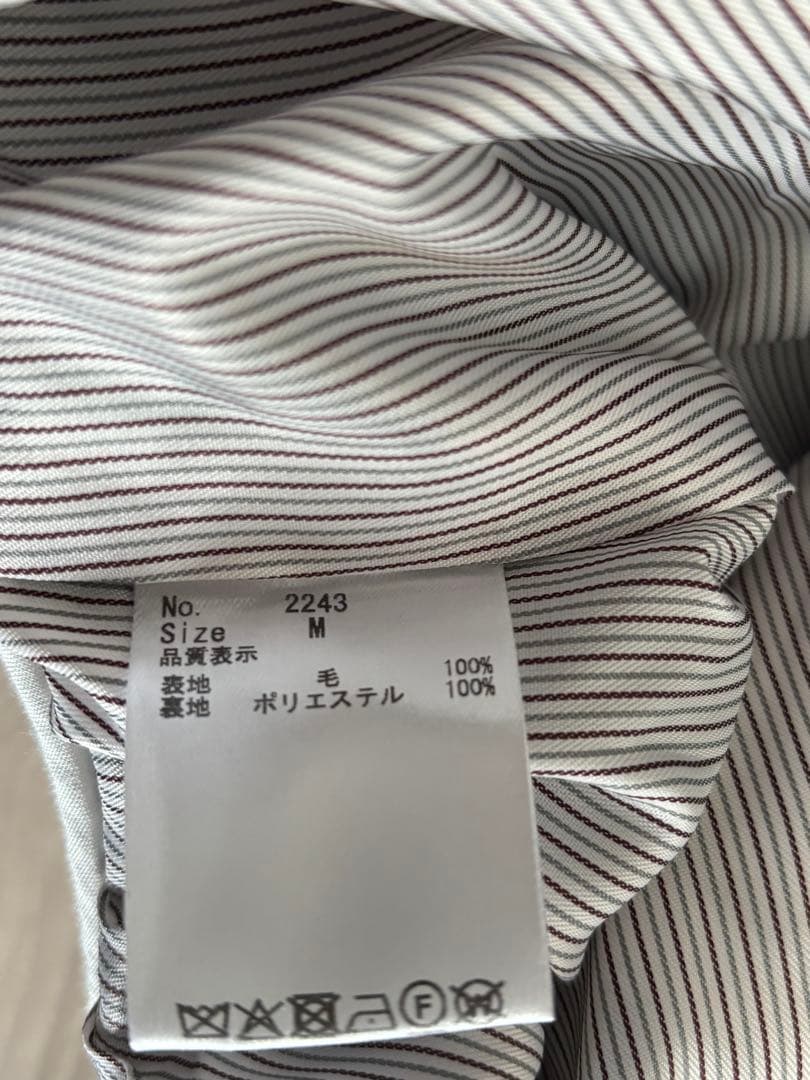 No. 2243
Size M
品質表示
表地 毛 100%
裏地 ポリエステル 100%
F W